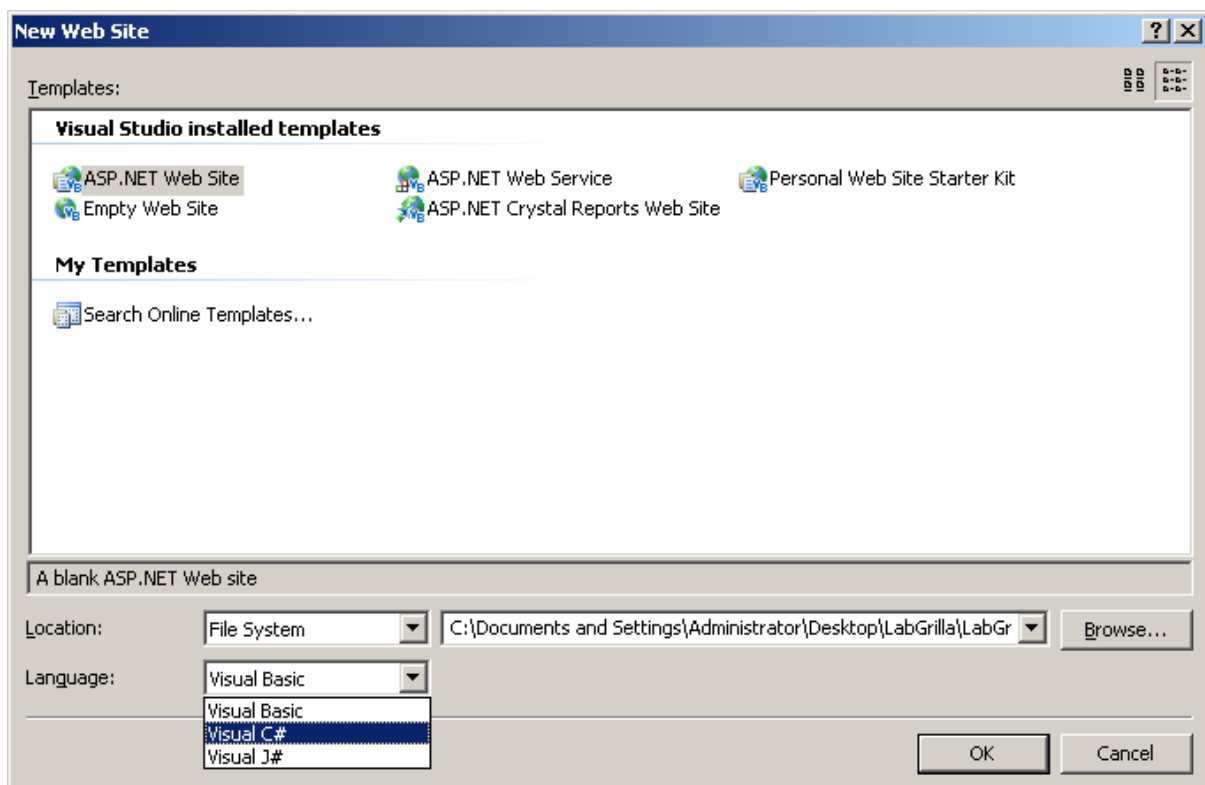 New Web Site
Templates:
Visual Studio installed templates
ASP.NET Web Site ASP.NET Web Service Personal Web Site Starter Kit
Empty Web Site ASP.NET Crystal Reports Web Site
My Templates
Search Online Templates...
A blank ASP.NET Web site
Location: File System C:\Documents and Settings\Administrator\Desktop\LabGrilla\LabGr Browse...
Language: Visual Basic
Visual Basic
Visual C#
Visual J#
OK Cancel